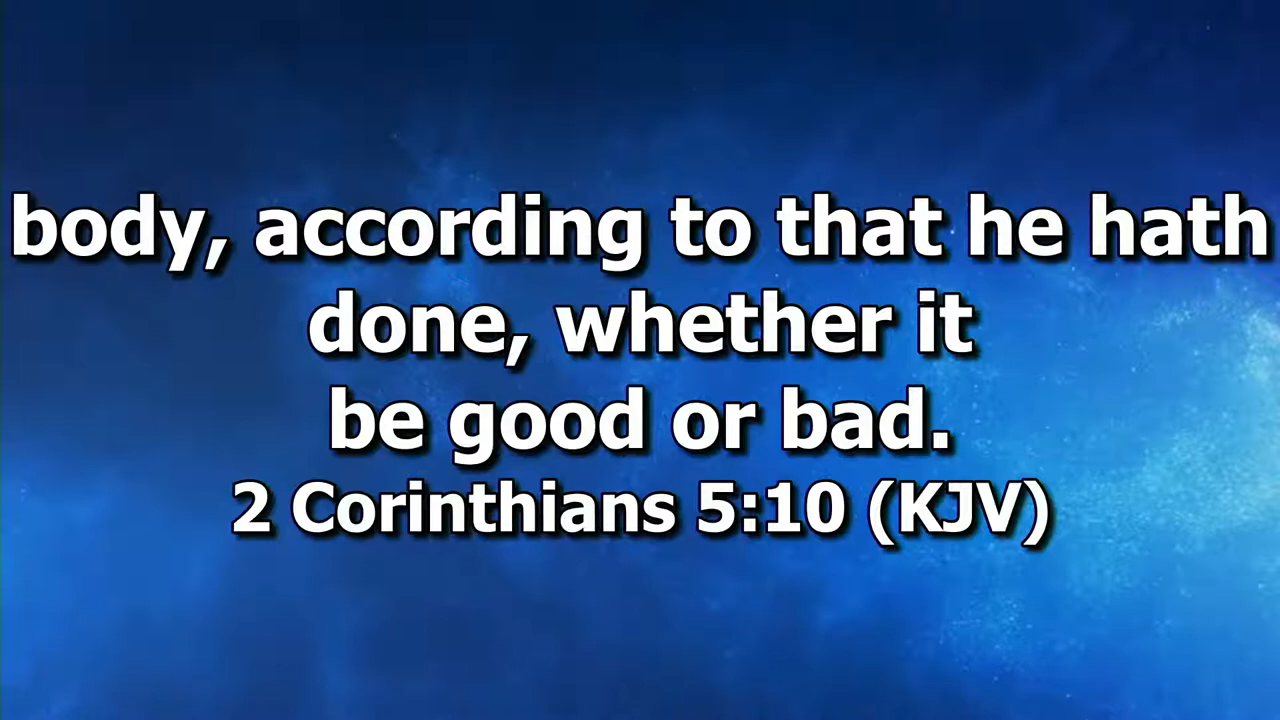 body, according to that he hath
done, whether it
be good or bad.
2 Corinthians 5:10 (KJV)